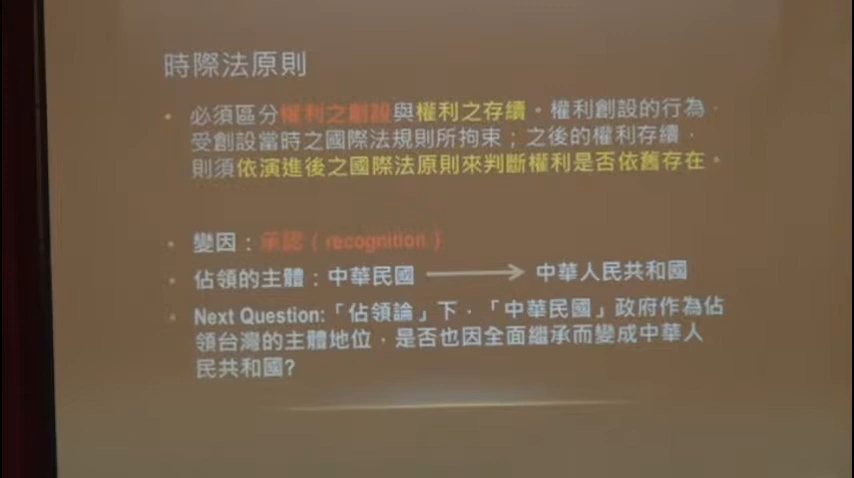 時際法原則
• 必須區分權利之創設與權利之存續。權利創設的行為，
受創設當時之國際法規則所拘束；之後的權利存續，
則須依演進後之國際法原則來判斷權利是否依舊存在。
• 變因：承認（recognition）
• 佔領的主體：中華民國 ⟶ 中華人民共和國
• Next Question:「佔領論」下，「中華民國」政府作為佔
領台灣的主體地位，是否也因全面繼承而變成中華人
民共和國?